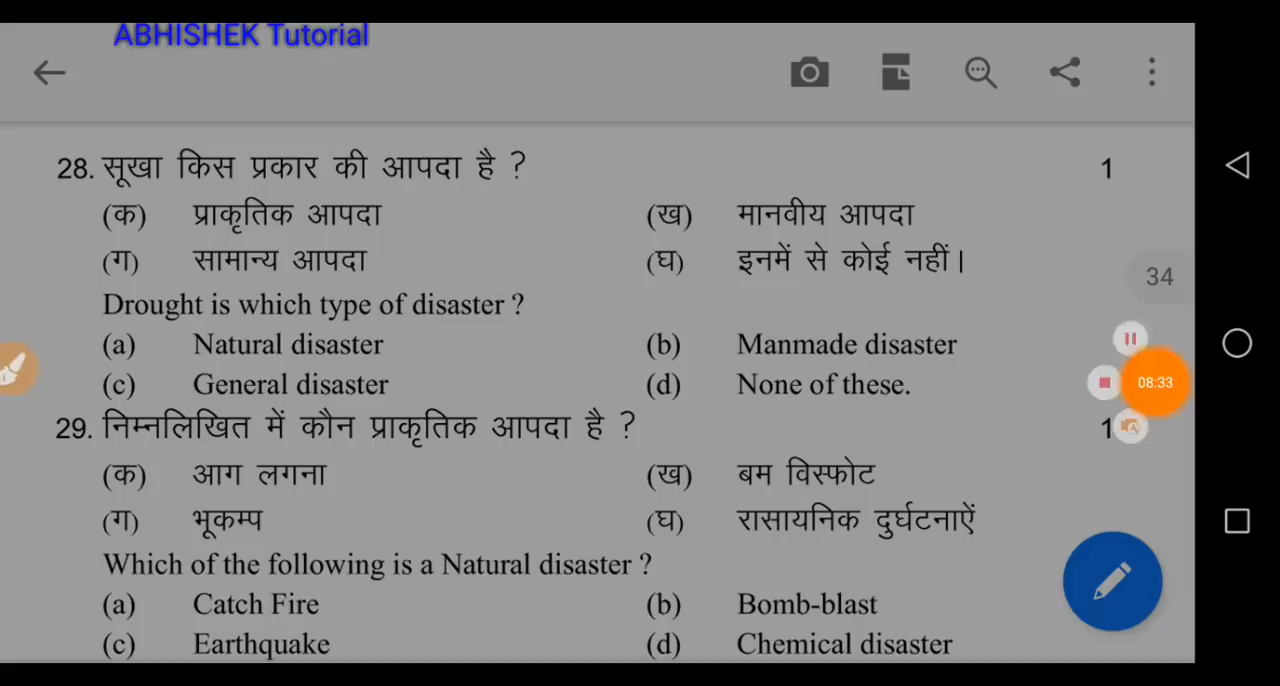 ABHISHEK Tutorial
28. सूखा किस प्रकार की आपदा है ? 1
(क) प्राकृतिक आपदा (ख) मानवीय आपदा
(ग) सामान्य आपदा (घ) इनमें से कोई नहीं।
34
Drought is which type of disaster ?
(a) Natural disaster (b) Manmade disaster
(c) General disaster (d) None of these.
08:33
29. निम्नलिखित में कौन प्राकृतिक आपदा है ? 1
(क) आग लगना (ख) बम विस्फोट
(ग) भूकम्प (घ) रासायनिक दुर्घटनाऐं
Which of the following is a Natural disaster ?
(a) Catch Fire (b) Bomb-blast
(c) Earthquake (d) Chemical disaster